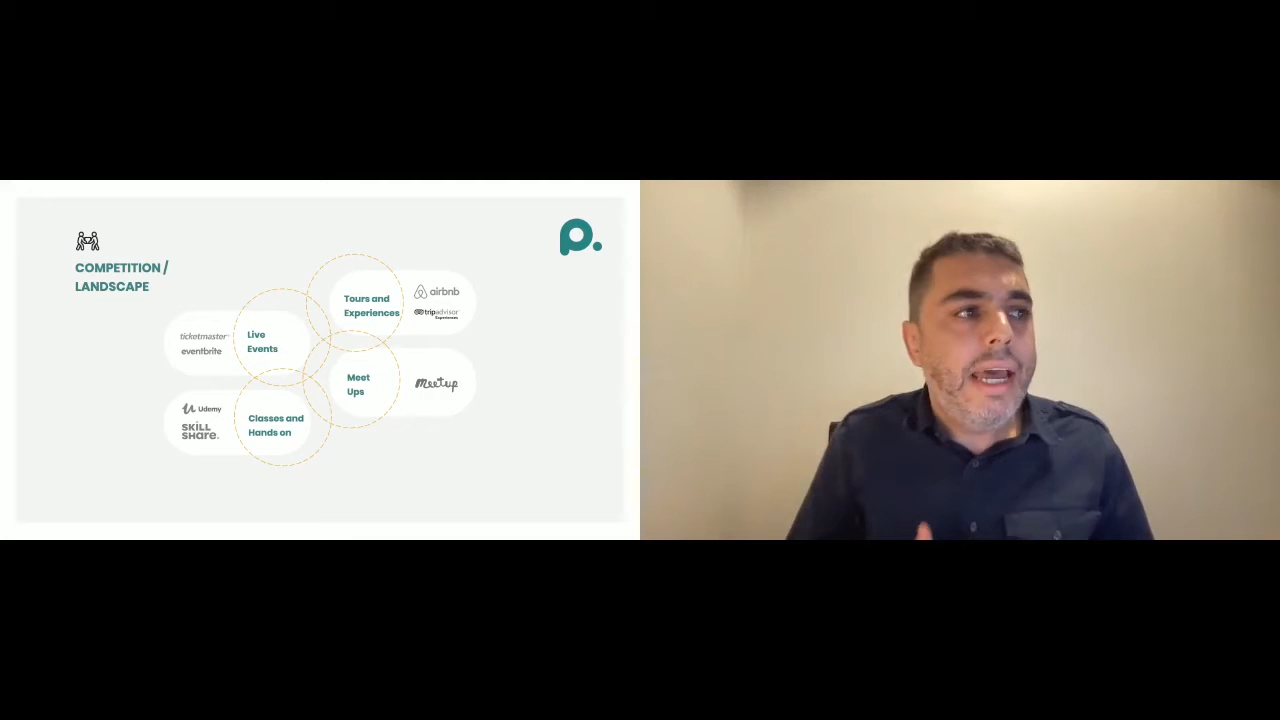 COMPETITION /
LANDSCAPE
p.
Tours and
Experiences
airbnb
tripadvisor
Experiences
ticketmaster
eventbrite
Live
Events
Meet
Ups
meetup
Udemy
SKILL
SHARE.
Classes and
Hands on